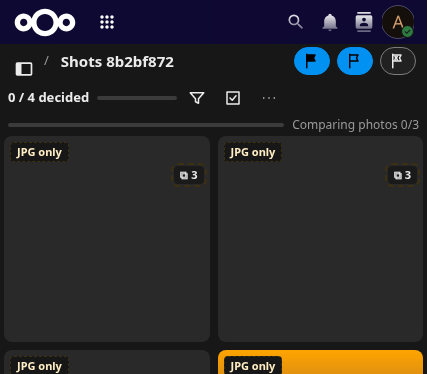 A
/ Shots 8b2bf872
0 / 4 decided
Comparing photos 0/3
JPG only
3
JPG only
3
JPG only
JPG only